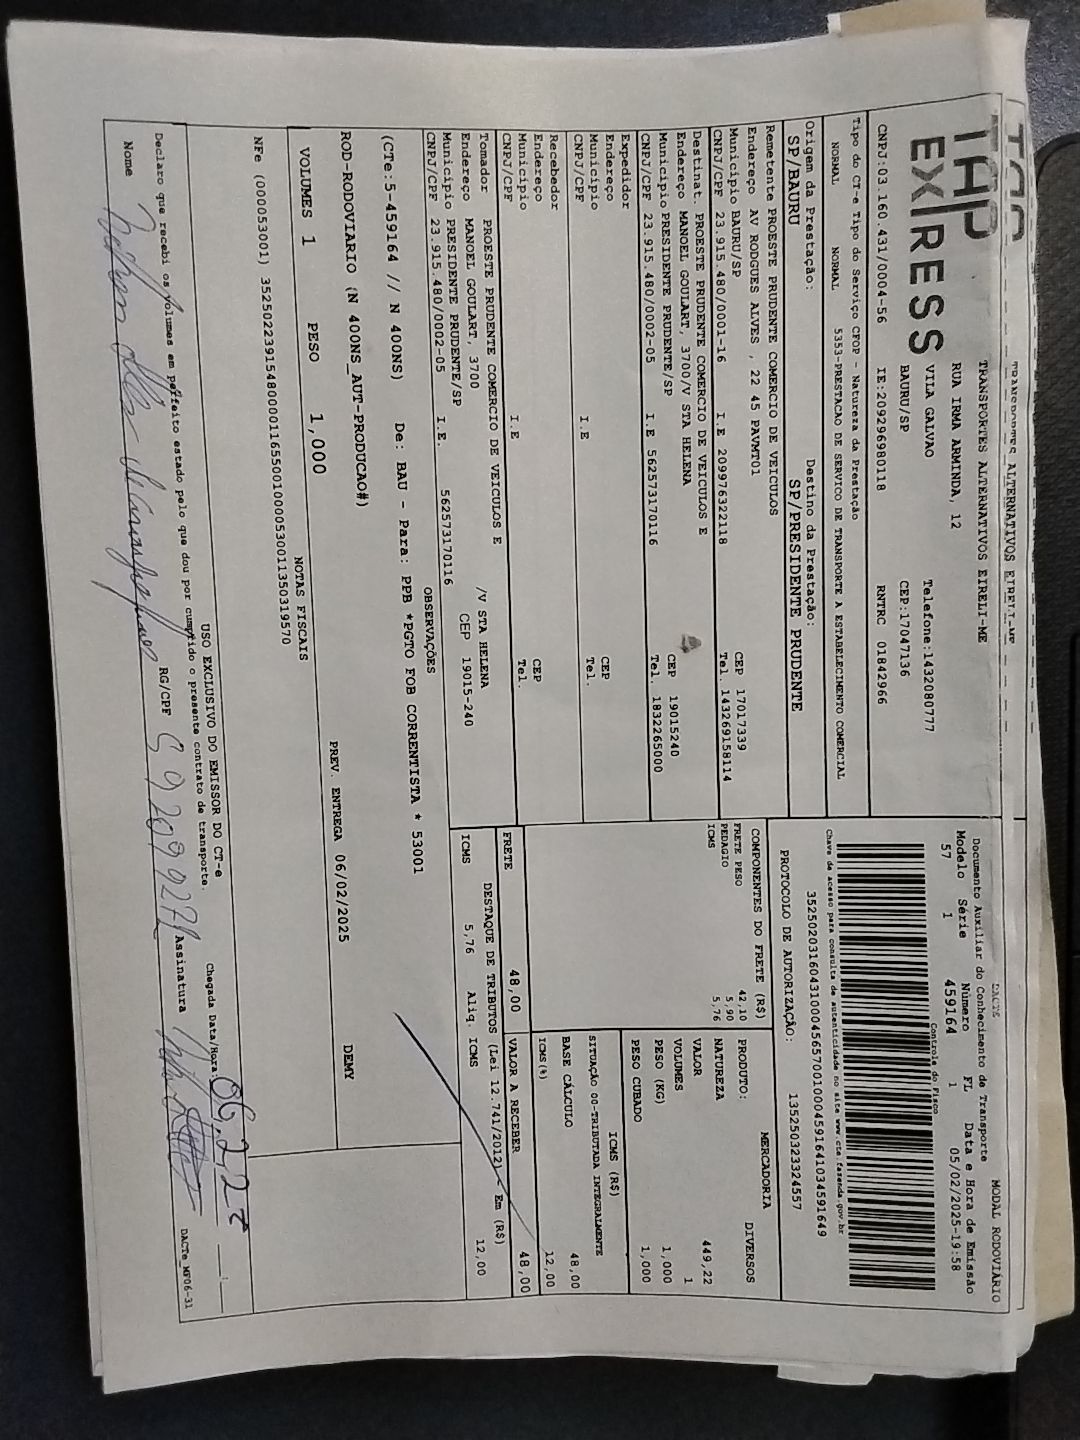 TAP
EXPRESS
TRANSPORTES ALTERNATIVOS EIRELI-ME
RUA IRMA ARMINDA, 12
VILA GALVAO Telefone:1432080777
BAURU/SP CEP:17047136
CNPJ:03.160.431/0004-56 IE:209296980118 RNTRC 01842966
Tipo do CT-e Tipo do Serviço CFOP - Natureza da Prestação
NORMAL NORMAL 5353-PRESTACAO DE SERVICO DE TRANSPORTE A ESTABELECIMENTO COMERCIAL
Origem da Prestação: Destino da Prestação:
SP/BAURU SP/PRESIDENTE PRUDENTE
DACTE MODAL RODOVIÁRIO
Documento Auxiliar do Conhecimento de Transporte
Modelo Série Número FL Data e Hora de Emissão
57 1 459164 1 05/02/2025-19:58
Controle do Fisco
Chave de acesso para consulta de autenticidade no site www.cte.fazenda.gov.br
35250203160431000456570010004591641034591649
PROTOCOLO DE AUTORIZAÇÃO: 135250323324557
Remetente PROESTE PRUDENTE COMERCIO DE VEICULOS
Endereço AV RODGUES ALVES , 22 45 PAVMT01
Município BAURU/SP CEP 17017339
CNPJ/CPF 23.915.480/0001-16 I.E 209976322118 Tel. 143269158114
Destinat. PROESTE PRUDENTE COMERCIO DE VEICULOS E
Endereço MANOEL GOULART, 3700/V STA HELENA
Município PRESIDENTE PRUDENTE/SP CEP 19015240
CNPJ/CPF 23.915.480/0002-05 I.E 562573170116 Tel. 1832265000
Expedidor
Endereço
Município CEP
CNPJ/CPF I.E Tel.
Recebedor
Endereço
Município CEP
CNPJ/CPF I.E Tel.
Tomador PROESTE PRUDENTE COMERCIO DE VEICULOS E
Endereço MANOEL GOULART, 3700 /V STA HELENA
Município PRESIDENTE PRUDENTE/SP CEP 19015-240
CNPJ/CPF 23.915.480/0002-05 I.E. 562573170116
COMPONENTES DO FRETE (R$)
FRETE PESO 42,10
PEDAGIO 5,90
ICMS 5,76
FRETE 48,00
PRODUTO: MERCADORIA
NATUREZA DIVERSOS
VALOR 449,22
VOLUMES 1
PESO (KG) 1,000
PESO CUBADO 1,000
ICMS (R$)
SITUAÇÃO 00-TRIBUTADA INTEGRALMENTE
BASE CÁLCULO 48,00
ICMS(%) 12,00
VALOR A RECEBER 48,00
DESTAQUE DE TRIBUTOS (Lei 12.741/2012) - Em (R$)
ICMS 5,76 Aliq. ICMS 12,00
OBSERVAÇÕES
(CTe:5-459164 // N 400NS) De: BAU - Para: PPB *PGTO FOB CORRENTISTA * 53001
ROD-RODOVIARIO (N 400NS_AUT-PRODUCAO#)
VOLUMES 1 PESO 1,000 PREV. ENTREGA 06/02/2025 DEMY
NOTAS FISCAIS
NFe (000053001) 35250223915480000116550010000530011350319570
USO EXCLUSIVO DO EMISSOR DO CT-e
Declaro que recebi os volumes em perfeito estado pelo que dou por cumprido o presente contrato de transporte.
Chegada Data/Hora:
Nome RG/CPF Assinatura
DACTe_MF06-31